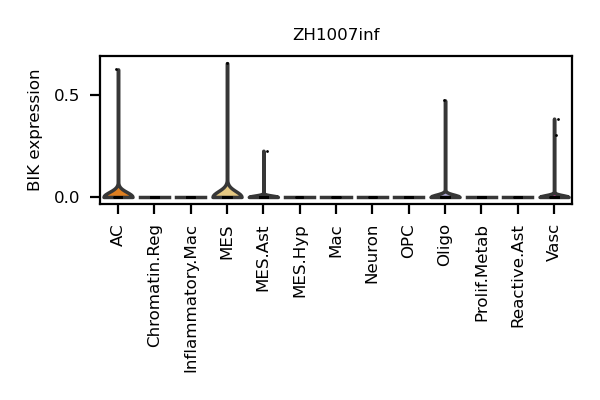 ZH1007inf
BIK expression
0.5
0.0
AC
Chromatin.Reg
Inflammatory.Mac
MES
MES.Ast
MES.Hyp
Mac
Neuron
OPC
Oligo
Prolif.Metab
Reactive.Ast
Vasc